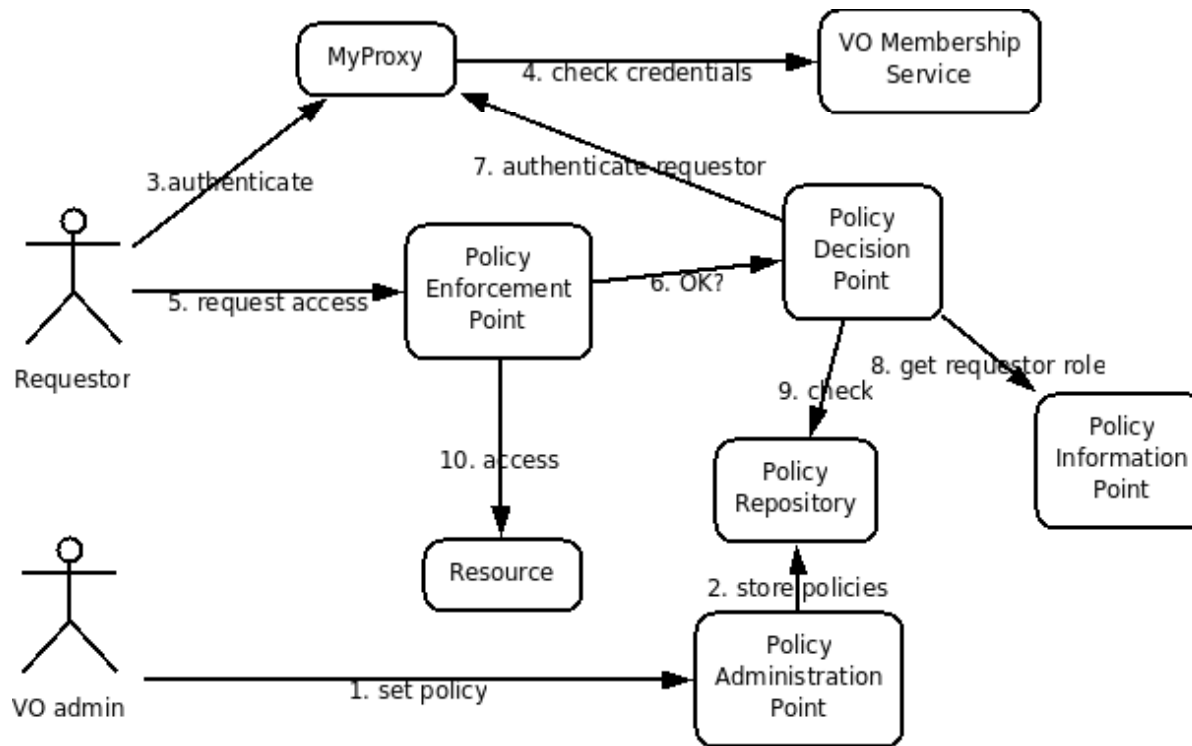 MyProxy
VO Membership
Service
4. check credentials
3.authenticate
7. authenticate requestor
Policy
Decision
Point
Policy
Enforcement
Point
6. OK?
5. request access
Requestor
8. get requestor role
9. check
Policy
Information
Point
10. access
Policy
Repository
Resource
2. store policies
Policy
Administration
Point
1. set policy
VO admin